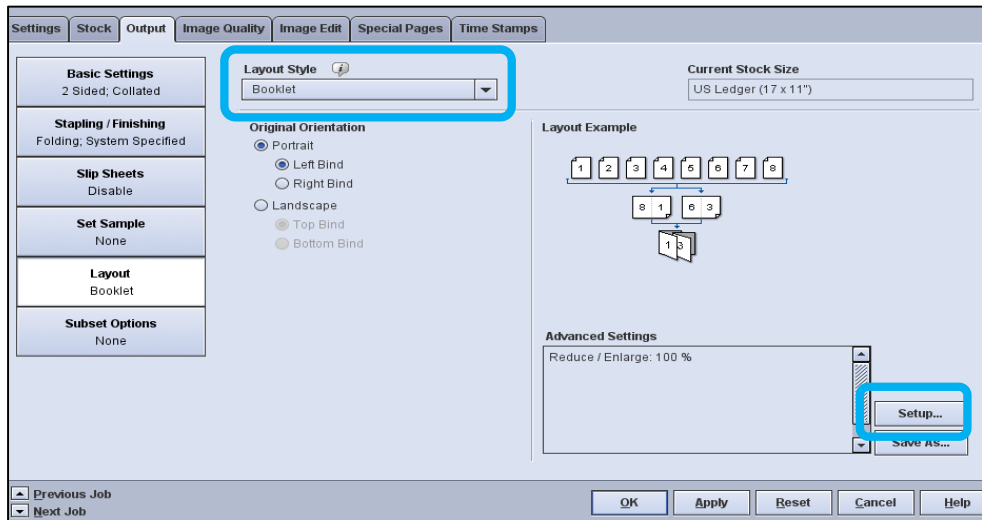 Settings Stock Output Image Quality Image Edit Special Pages Time Stamps
Basic Settings
2 Sided; Collated
Stapling / Finishing
Folding; System Specified
Slip Sheets
Disable
Set Sample
None
Layout
Booklet
Subset Options
None
Layout Style
Booklet
Current Stock Size
US Ledger (17 x 11")
Original Orientation
Portrait
Left Bind
Right Bind
Landscape
Top Bind
Bottom Bind
Layout Example
1 2 3 4 5 6 7 8
8 1 6 3
1 3
Advanced Settings
Reduce / Enlarge: 100 %
Setup...
Save As...
Previous Job
Next Job
OK Apply Reset Cancel Help